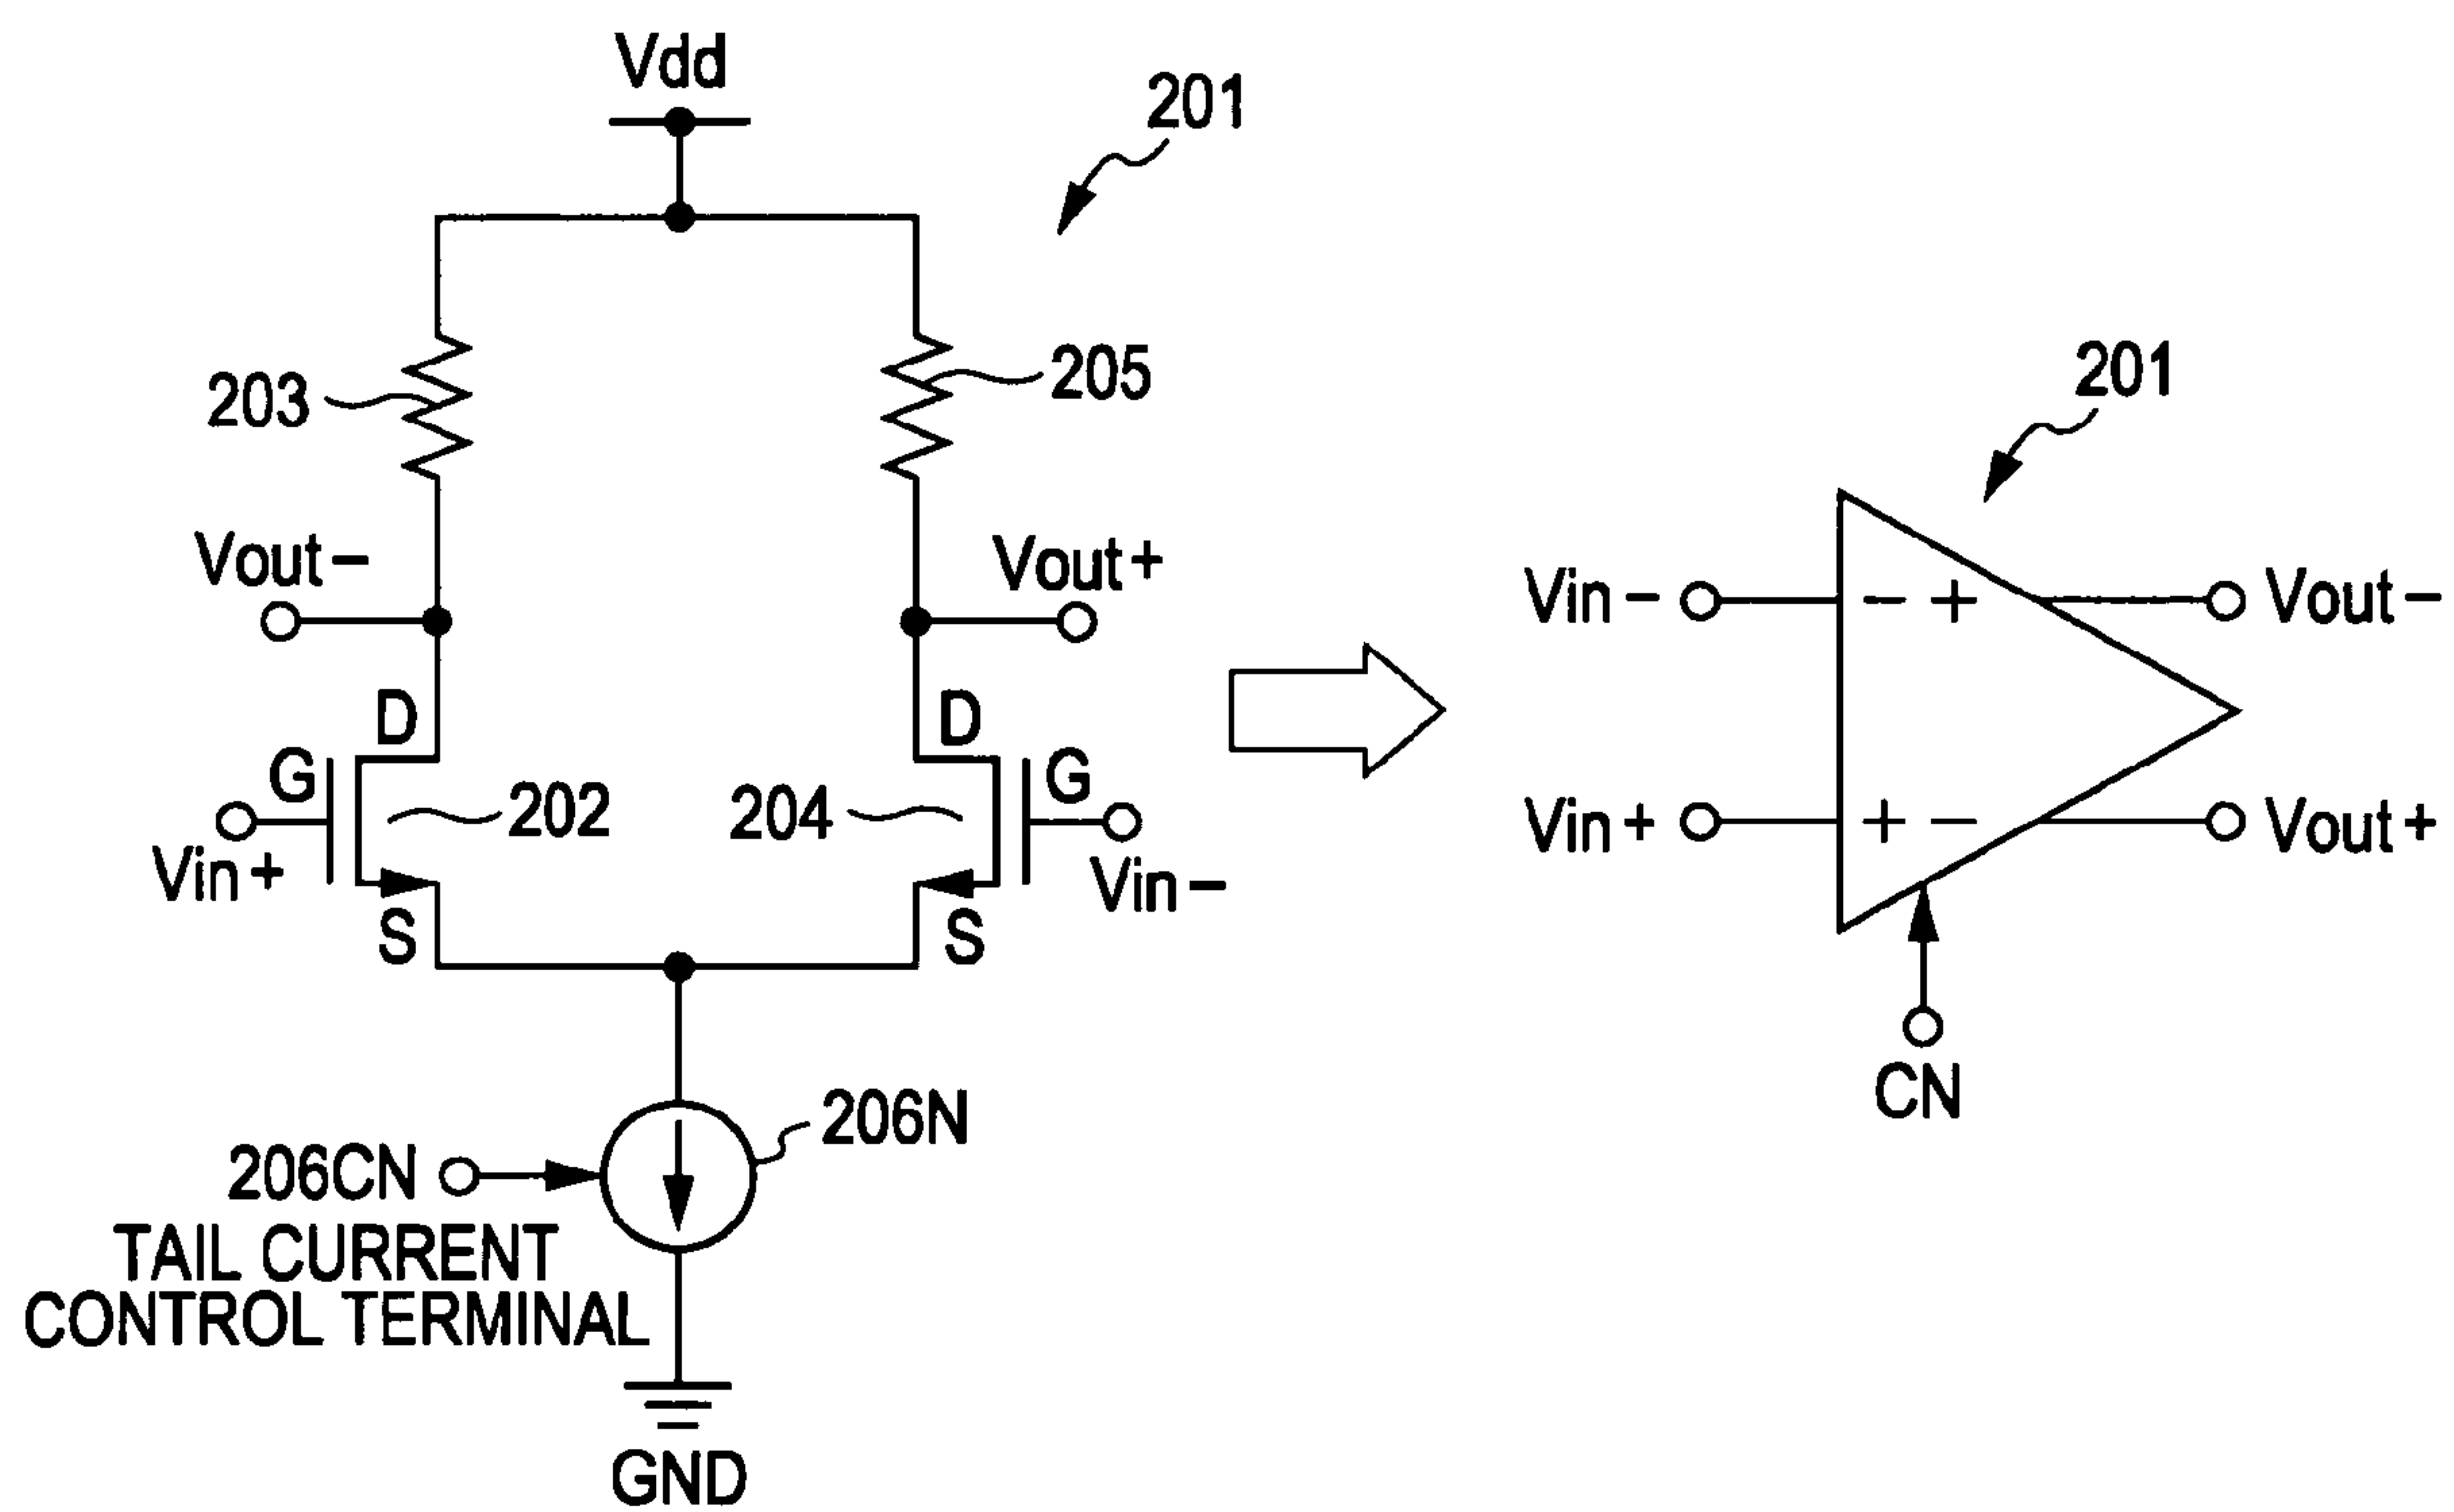 Vdd
201
203
205
Vout−
Vout+
D
D
G
G
202
204
Vin+
Vin−
S
S
206N
206CN
TAIL CURRENT
CONTROL TERMINAL
GND
201
Vin−
− +
Vout−
Vin+
+ −
Vout+
CN